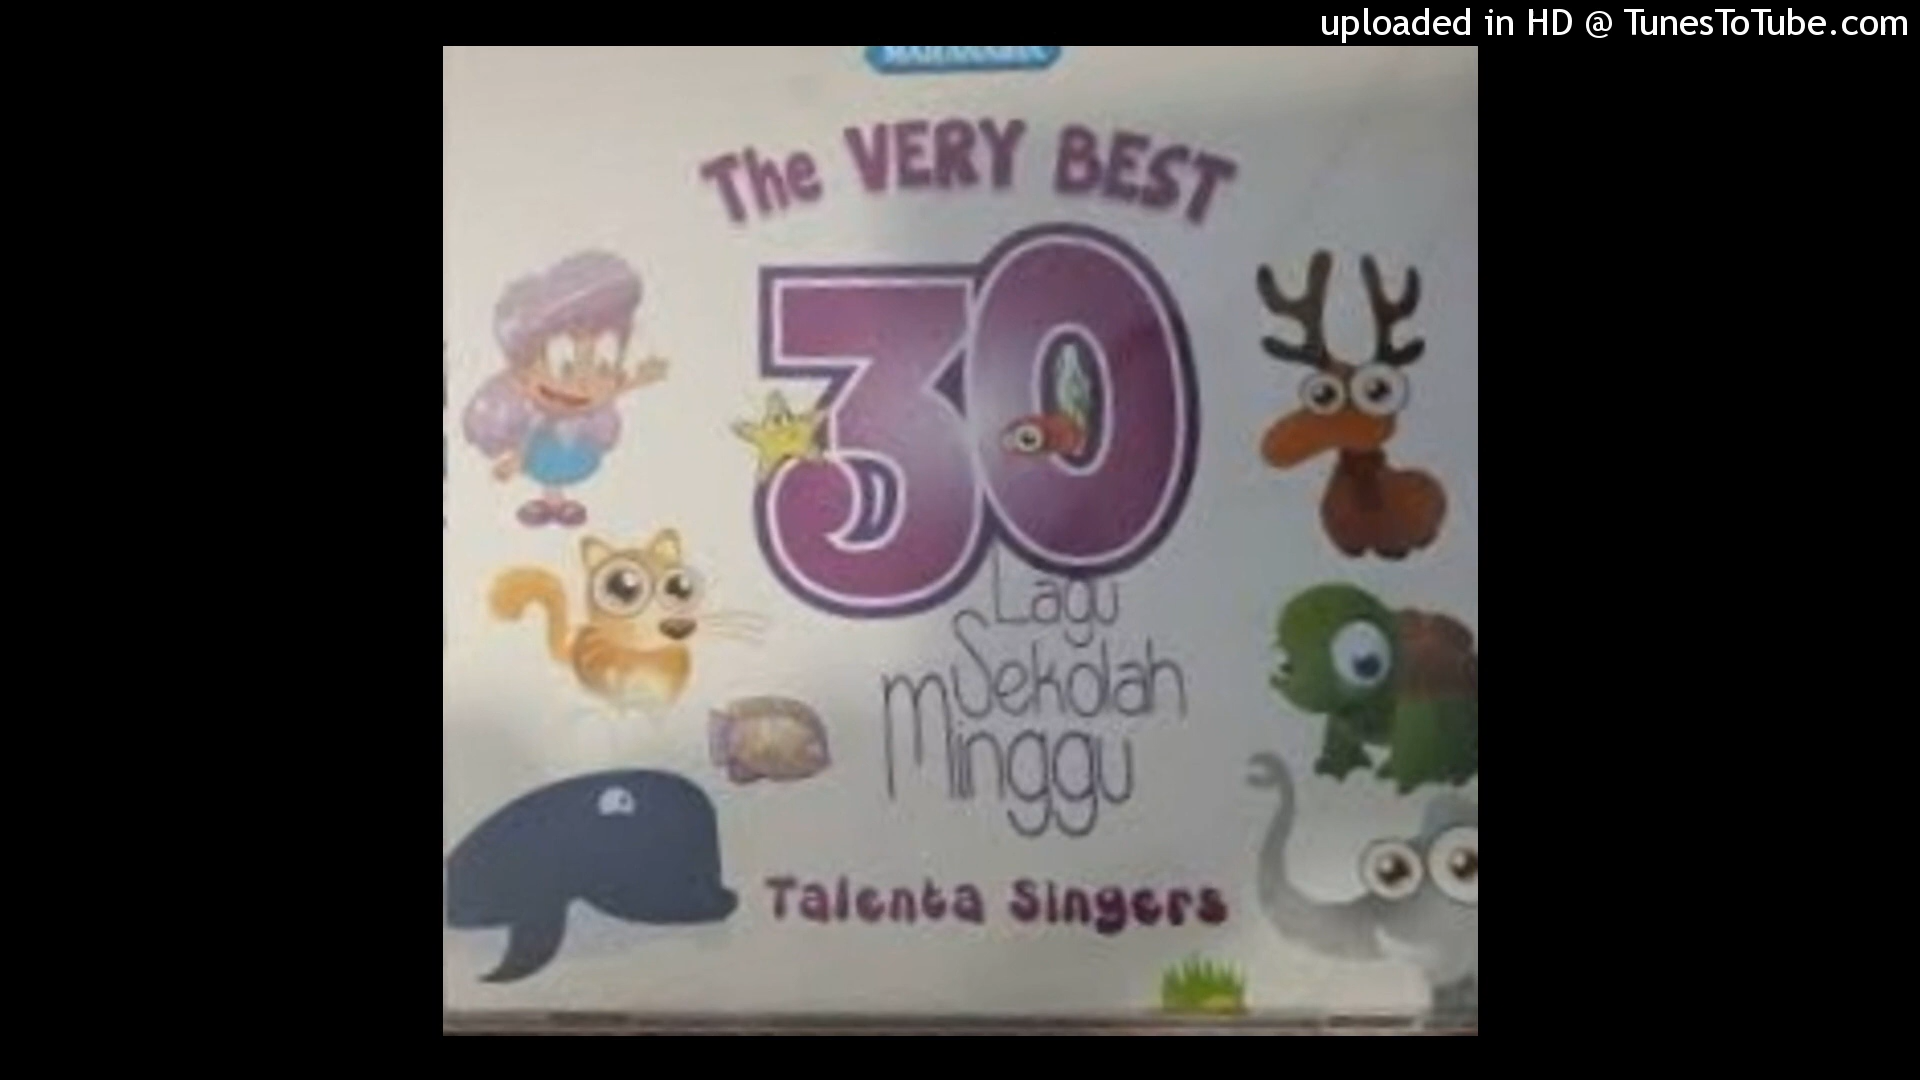 uploaded in HD @ TunesToTube.com
The VERY BEST
30
Lagu
Sekolah
Minggu
Talenta Singers